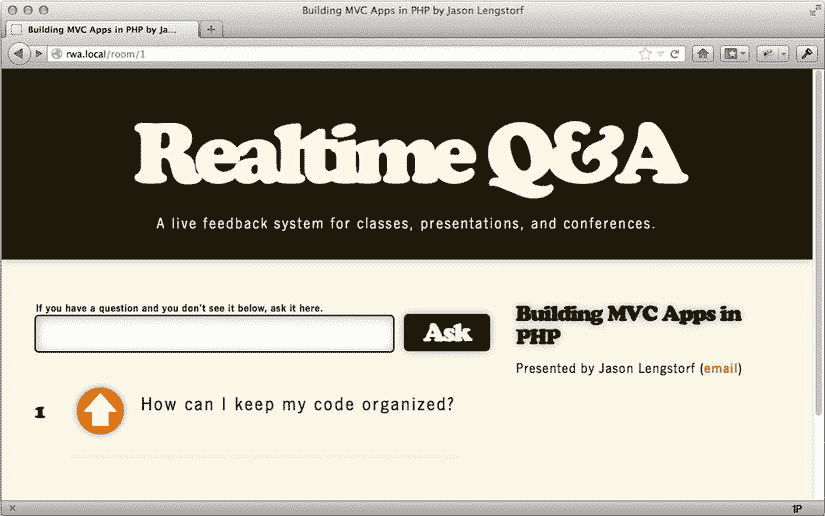 Building MVC Apps in PHP by Jason Lengstorf
Building MVC Apps in PHP by Ja...
rwa.local/room/1
Realtime Q&A
A live feedback system for classes, presentations, and conferences.
If you have a question and you don't see it below, ask it here.
Ask
Building MVC Apps in
PHP
Presented by Jason Lengstorf (email)
1
How can I keep my code organized?
1P